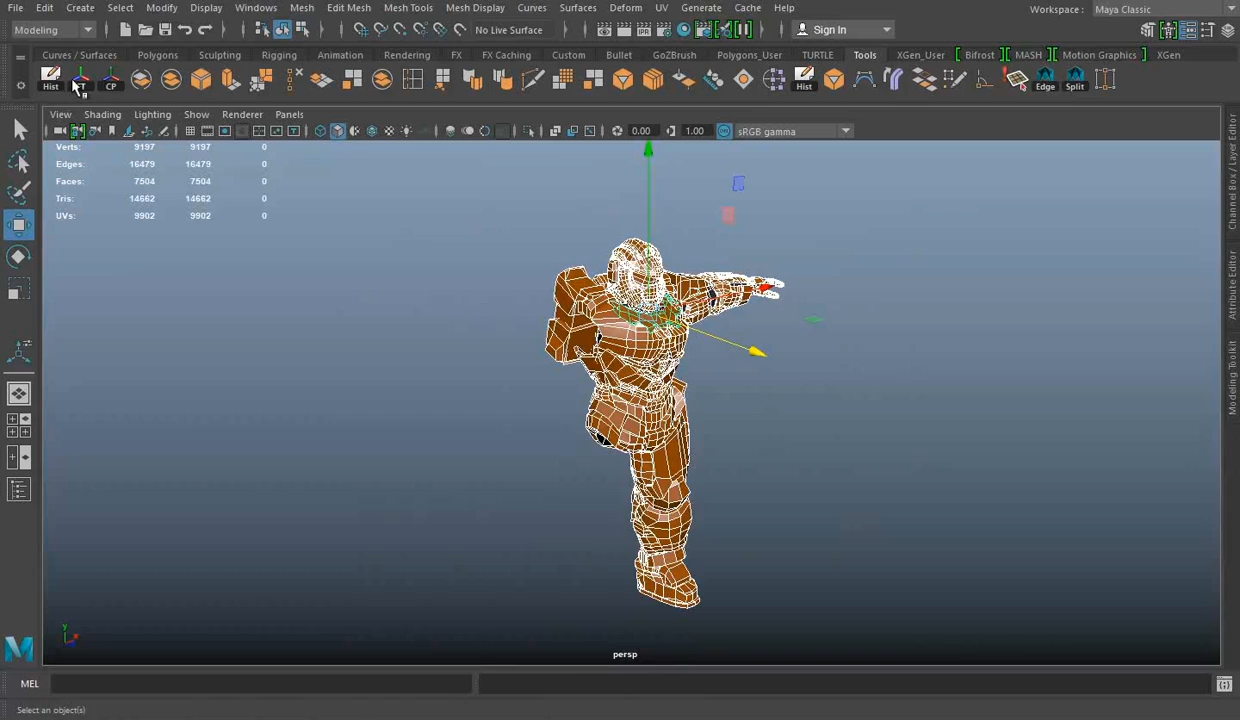 File Edit Create Select Modify Display Windows Mesh Edit Mesh Mesh Tools Mesh Display Curves Surfaces Deform UV Generate Cache Help Workspace : Maya Classic
Modeling No Live Surface Sign In
Curves / Surfaces Polygons Sculpting Rigging Animation Rendering FX FX Caching Custom Bullet GoZBrush Polygons_User TURTLE Tools XGen_User Bifrost MASH Motion Graphics XGen
Hist FT CP Hist Edge Split
View Shading Lighting Show Renderer Panels
0.00 1.00 sRGB gamma
Verts: 9197 9197 0
Edges: 16479 16479 0
Faces: 7504 7504 0
Tris: 14662 14662 0
UVs: 9902 9902 0
Channel Box / Layer Editor
Attribute Editor
Modeling Toolkit
persp
MEL
Select an object(s)